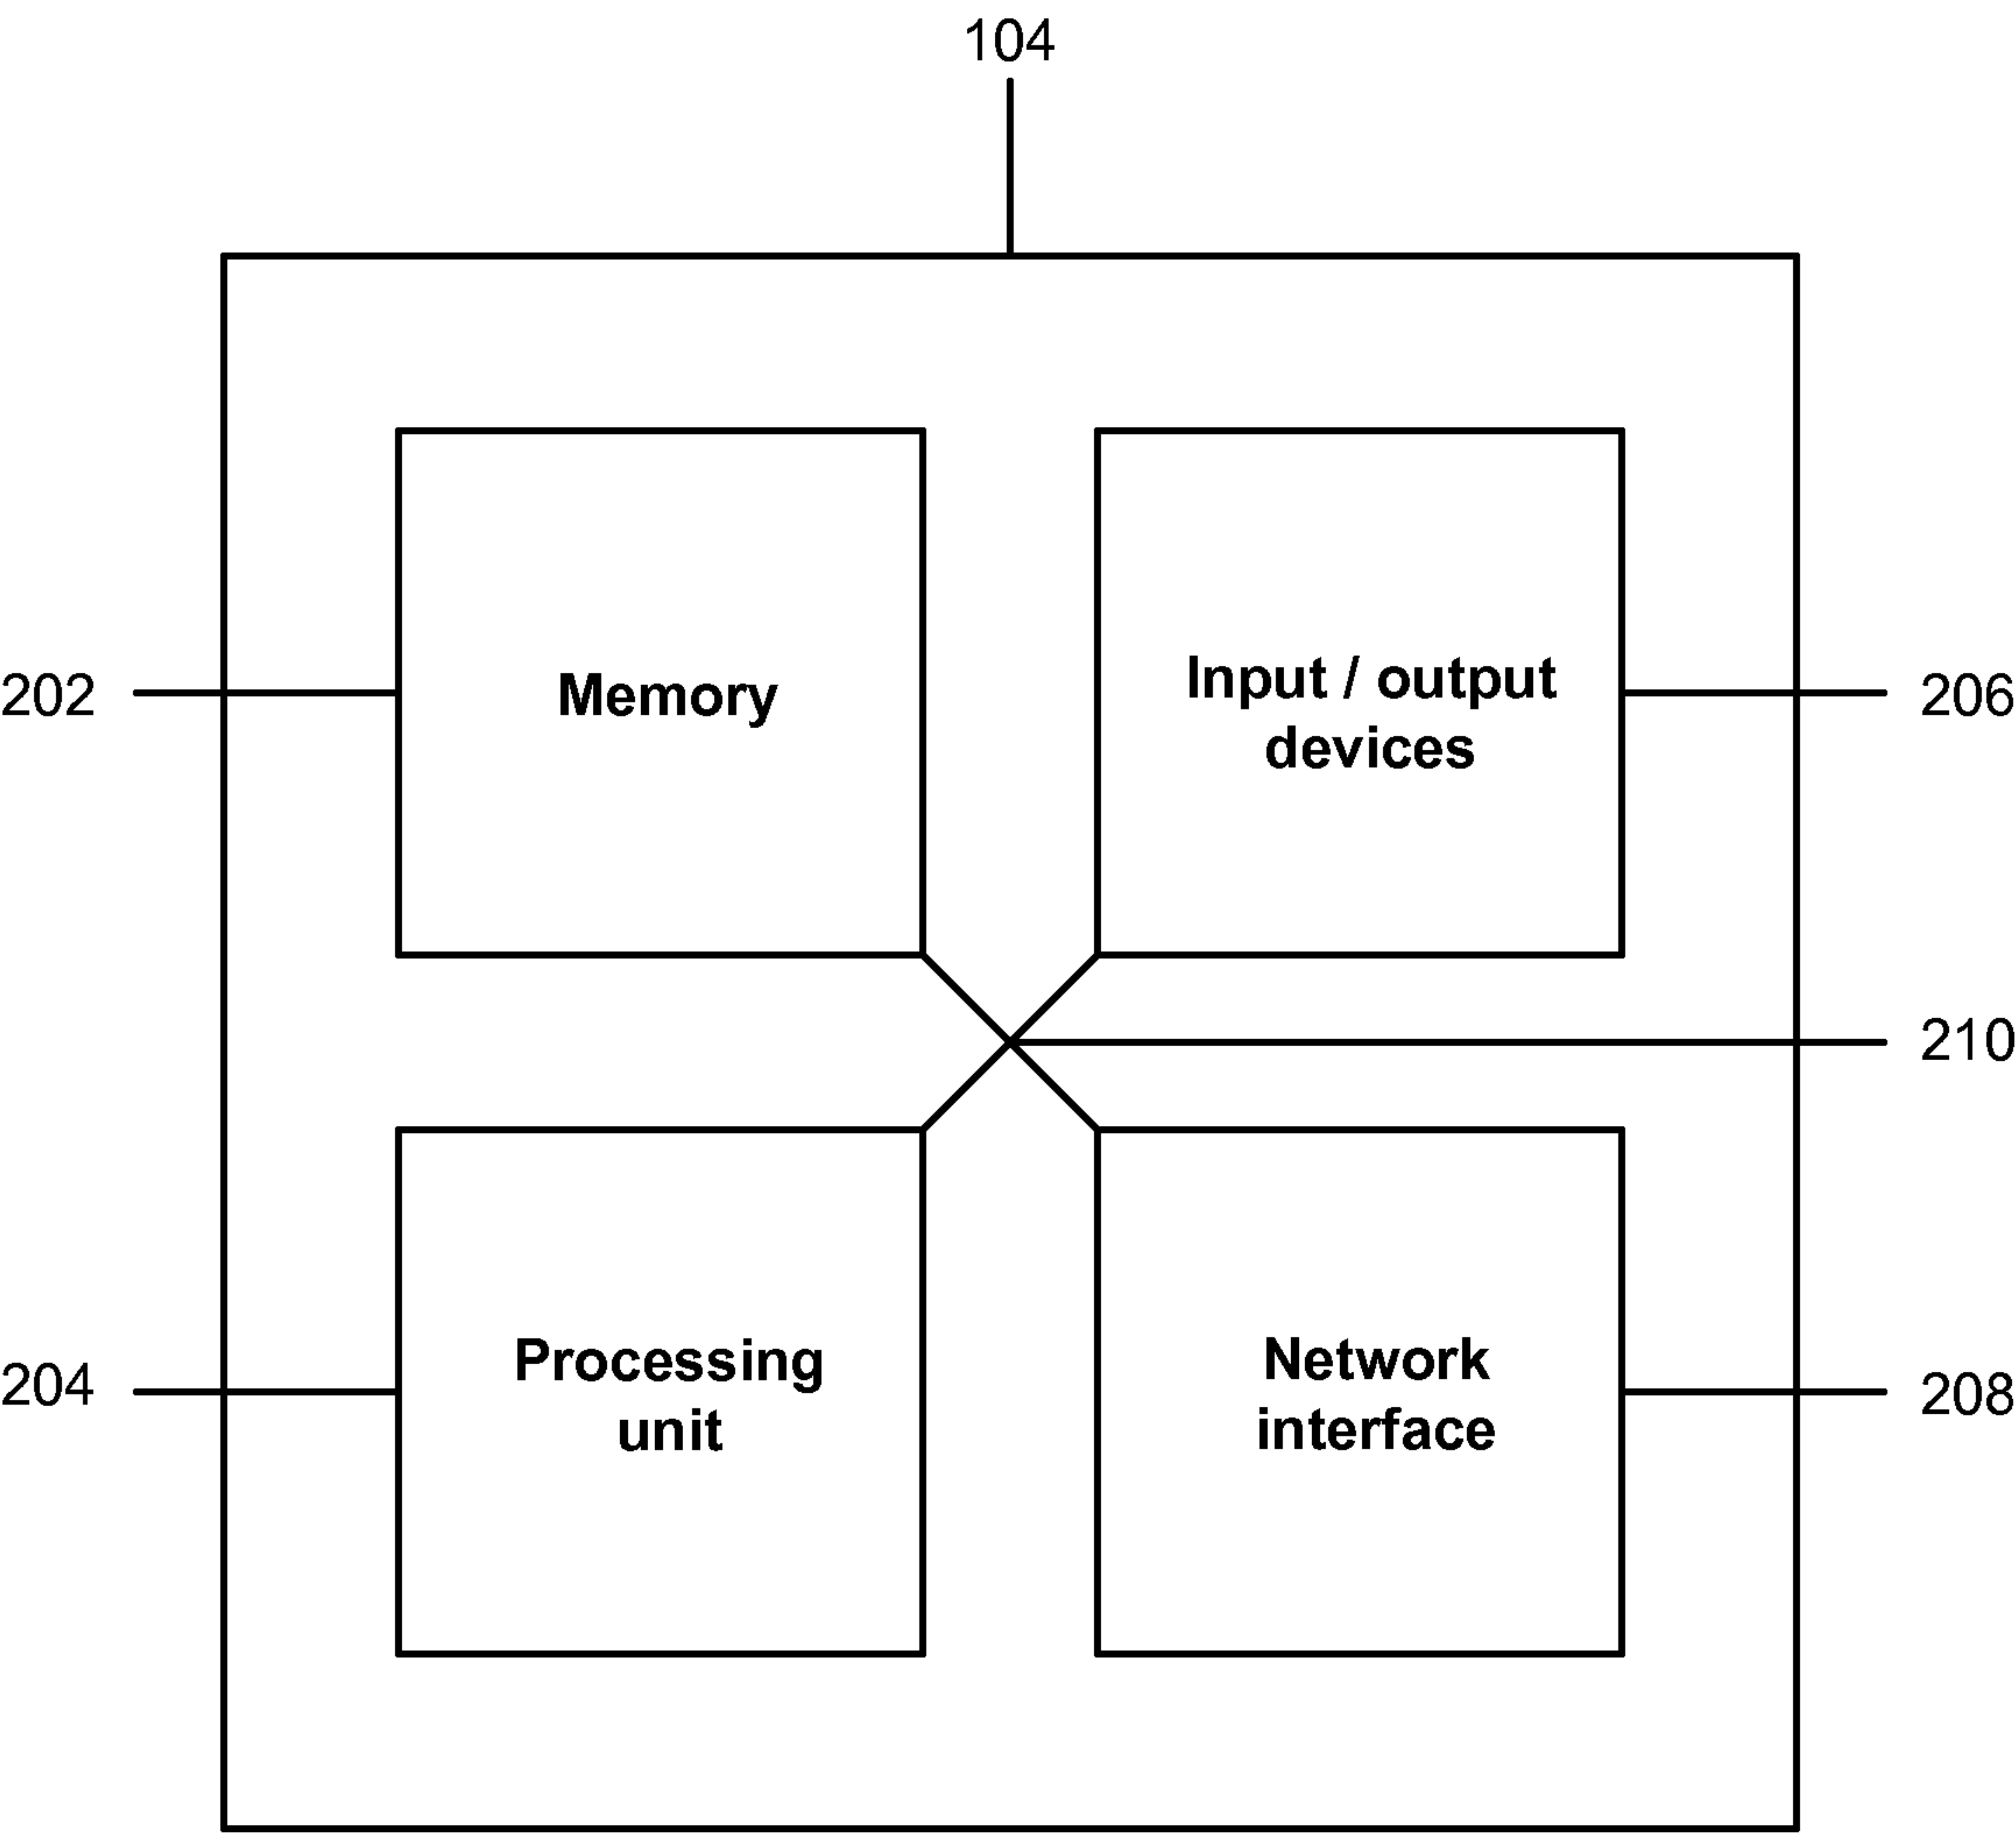 104
202
Memory
Input / output
devices
206
210
204
Processing
unit
Network
interface
208